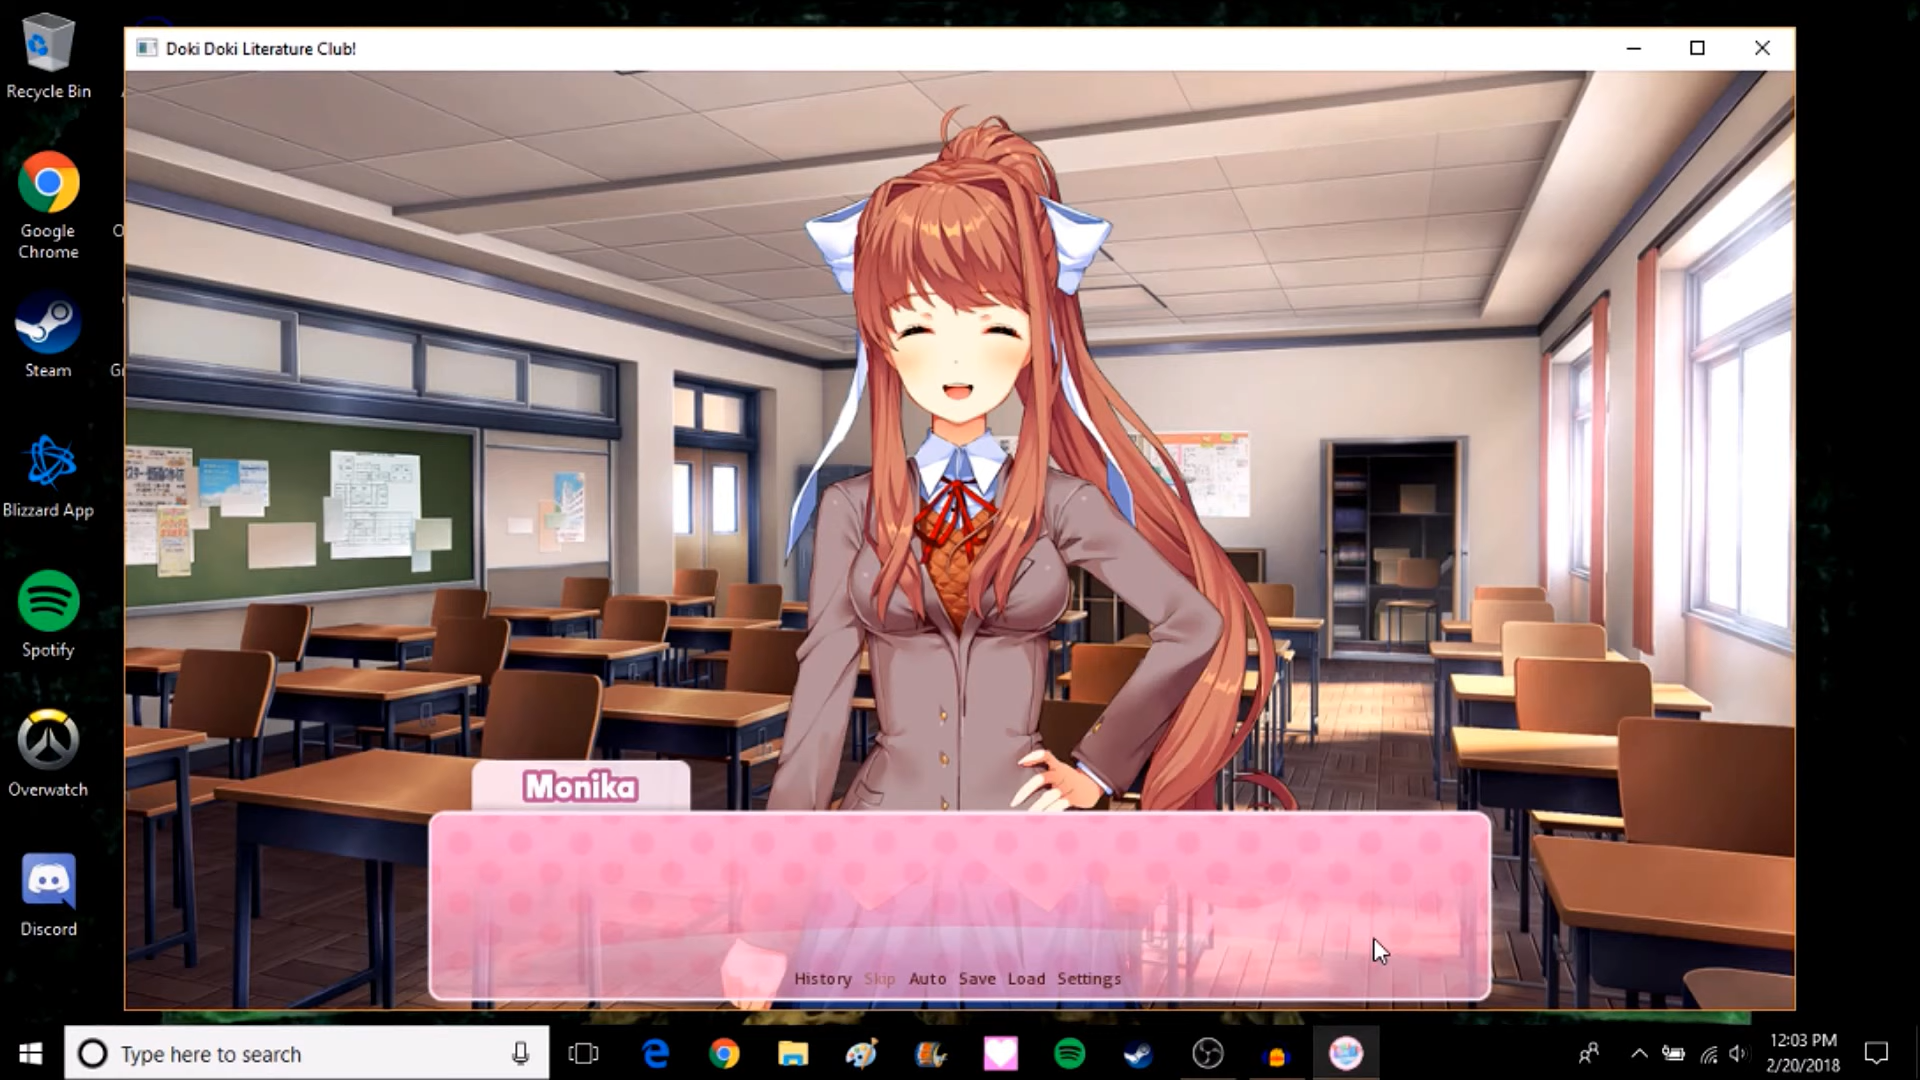 Doki Doki Literature Club!
Recycle Bin
Google
Chrome
Steam
Blizzard App
Spotify
Overwatch
Discord
Monika
History Skip Auto Save Load Settings
Type here to search
12:03 PM
2/20/2018